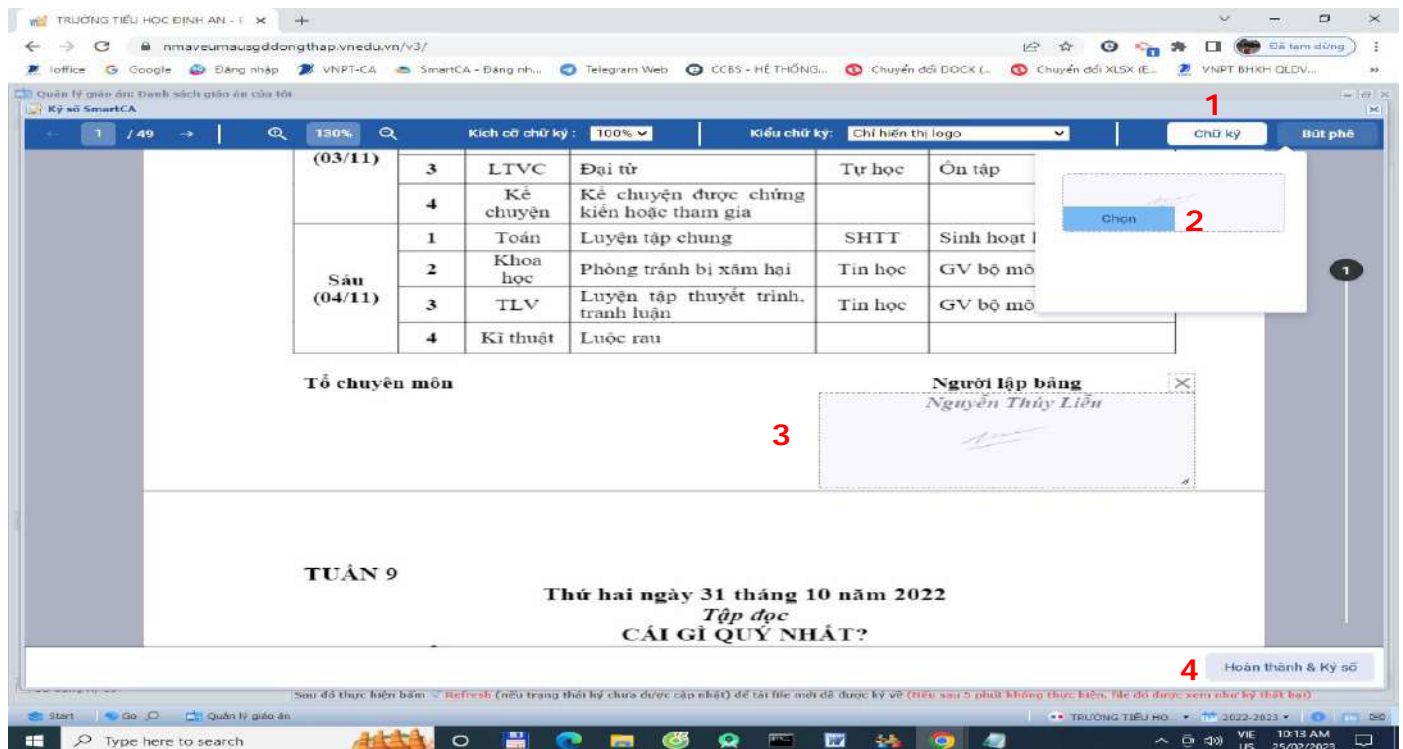 TRƯỜNG TIỂU HỌC ĐỊNH AN - I
nmaveumausgddongthap.vnedu.vn/v3/
Đã tạm dừng
ioffice Google Đăng nhập VNPT-CA SmartCA - Đăng nh... Telegram Web CCBS - HỆ THỐNG... Chuyển đổi DOCX (... Chuyển đổi XLSX (E... VNPT BHXH QLDV...
Quản lý giáo án: Danh sách giáo án của tôi
Ký số SmartCA
1
1 / 49 130% Kích cỡ chữ ký : 100% Kiểu chữ ký: Chỉ hiển thị logo Chữ ký Bút phê
(03/11) 3 LTVC Đại từ Tự học Ôn tập
4 Kể chuyện Kể chuyện được chứng kiến hoặc tham gia
Chọn 2
Sáu (04/11) 1 Toán Luyện tập chung SHTT Sinh hoạt
2 Khoa học Phòng tránh bị xâm hại Tin học GV bộ mô
1
3 TLV Luyện tập thuyết trình, tranh luận Tin học GV bộ mô
4 Kĩ thuật Luộc rau
Tổ chuyên môn Người lập bảng
Nguyễn Thúy Liễu
3
TUẦN 9
Thứ hai ngày 31 tháng 10 năm 2022
Tập đọc
CÁI GÌ QUÝ NHẤT?
4 Hoàn thành & Ký số
Sau đó thực hiện bấm Refresh (nếu trạng thái ký chưa được cập nhật) để tải file mới đã được ký về (Nếu sau 5 phút không thực hiện, file đó được xem như ký thất bại)
Start Go Quản lý giáo án TRƯỜNG TIỂU HỌ... 2022-2023
Type here to search VIE 10:13 AM
US 25/02/2023